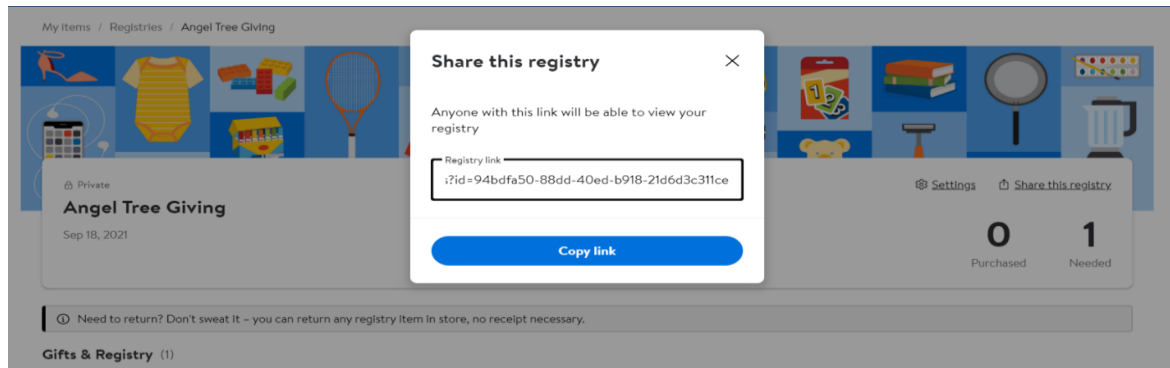 My Items / Registries / Angel Tree Giving
Share this registry
Anyone with this link will be able to view your
registry
Registry link
?id=94bdfa50-88dd-40ed-b918-21d6d3c311ce
Copy link
Private
Angel Tree Giving
Sep 18, 2021
Settings
Share this registry
0
Purchased
1
Needed
Need to return? Don't sweat it – you can return any registry item in store, no receipt necessary.
Gifts & Registry (1)